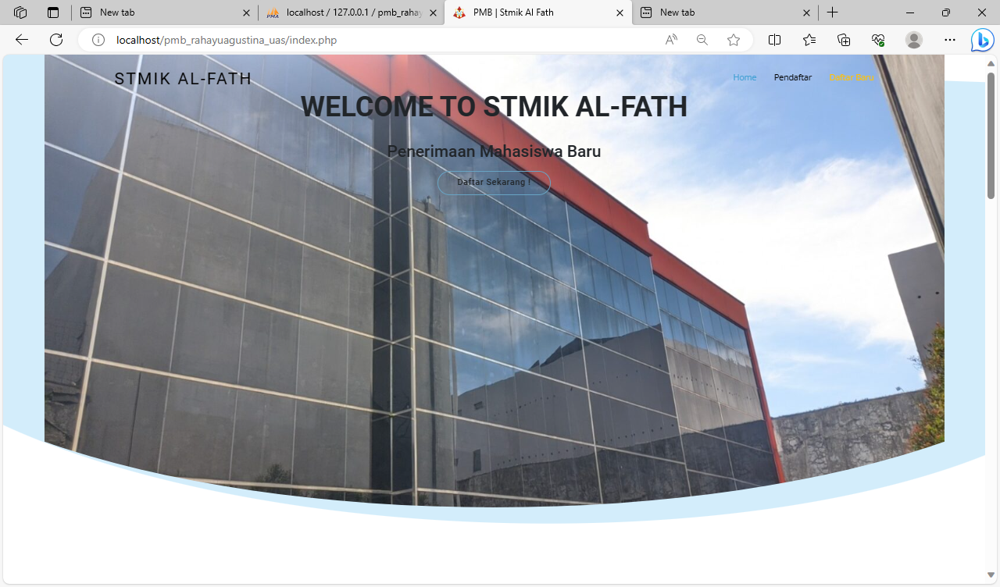 New tab
localhost / 127.0.0.1 / pmb_rahay
PMB | Stmik Al Fath
New tab
localhost/pmb_rahayuagustina_uas/index.php
STMIK AL-FATH
Home Pendaftar Daftar Baru
WELCOME TO STMIK AL-FATH
Penerimaan Mahasiswa Baru
Daftar Sekarang !